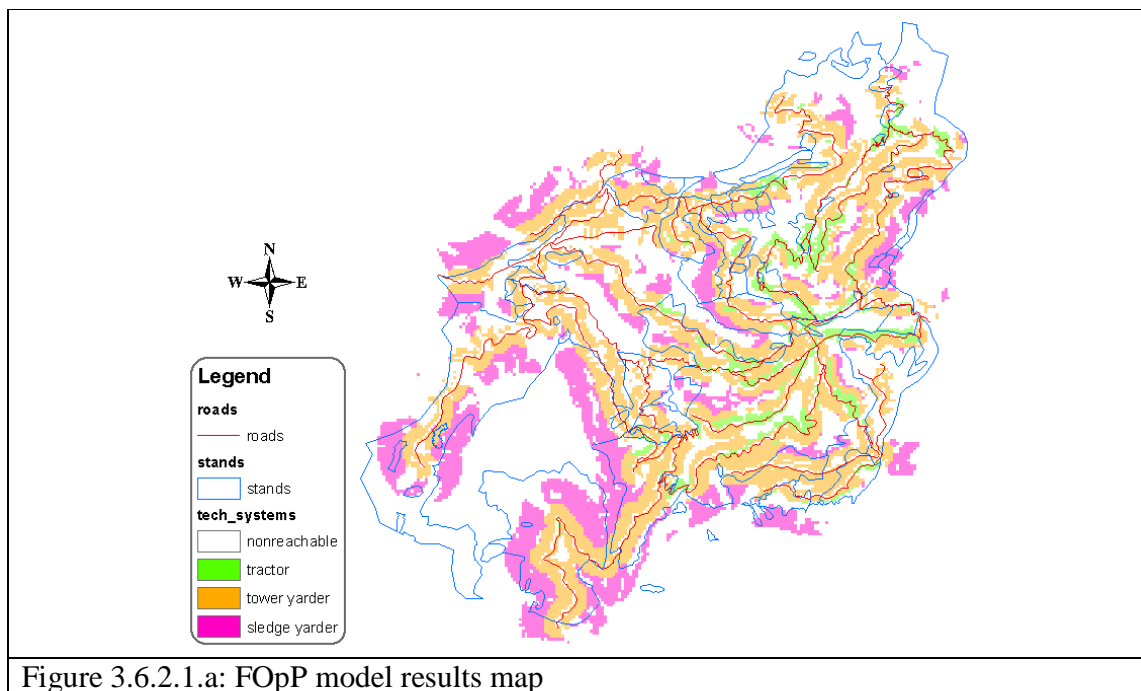 N
W E
S
Legend
roads
roads
stands
stands
tech_systems
nonreachable
tractor
tower yarder
sledge yarder
Figure 3.6.2.1.a: FOpP model results map